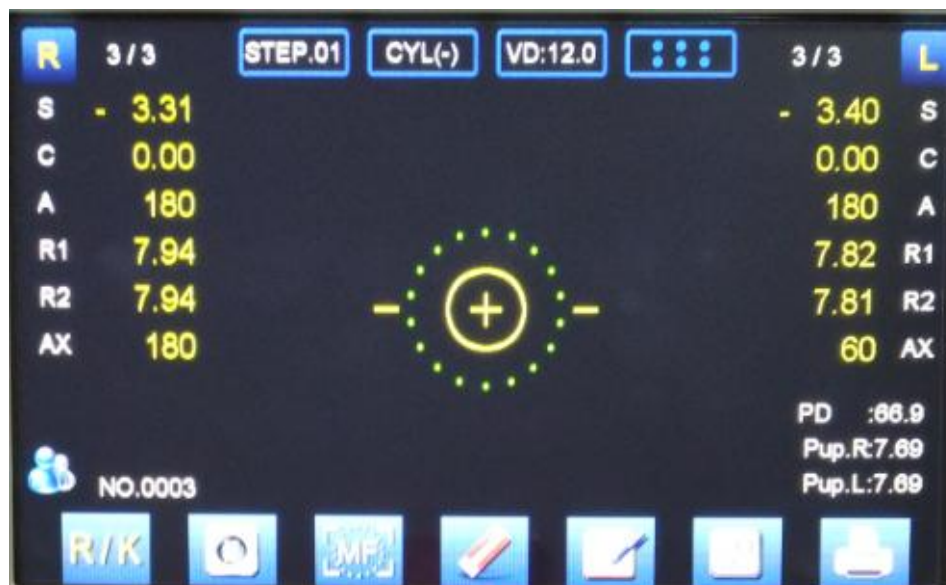 R 3/3 STEP.01 CYL(-) VD:12.0 3/3 L
S - 3.31 - 3.40 S
C 0.00 0.00 C
A 180 180 A
R1 7.94 7.82 R1
R2 7.94 7.81 R2
AX 180 60 AX
PD :66.9
Pup.R:7.69
Pup.L:7.69
NO.0003
R/K MF